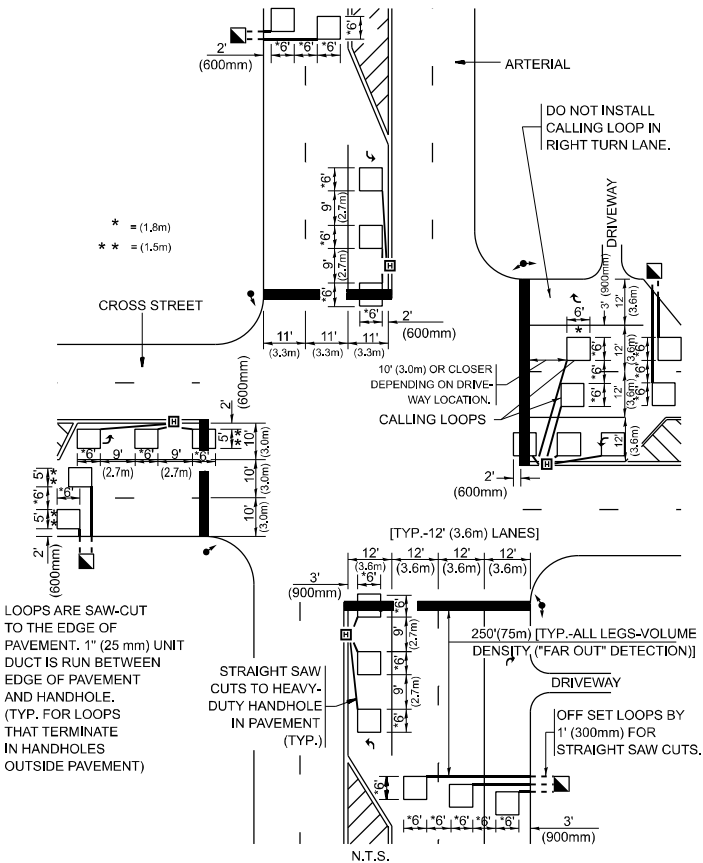 *6' *6' *6'
*6'
2'
(600mm)
ARTERIAL
DO NOT INSTALL
CALLING LOOP IN
RIGHT TURN LANE.
* = (1.8m)
* * = (1.5m)
*6'
9'
(2.7m)
*6'
9'
(2.7m)
*6'
H
DRIVEWAY
3'
(900mm)
12'
(3.6m)
CROSS STREET
*6'
2'
(600mm)
11' 11' 11'
(3.3m) (3.3m) (3.3m)
6'
*
10' (3.0m) OR CLOSER
DEPENDING ON DRIVE-
WAY LOCATION.
CALLING LOOPS
*6'
*6'
*6'
12'
(3.6m)
12'
(3.6m)
*6'
*6'
*6'
2'
(600mm)
H
5'
* *
10'
(3.0m)
*6' 9' *6' 9' *6'
(2.7m) (2.7m)
5'
* *
*6'
*6'
5'
* *
10'
(3.0m)
10'
(3.0m)
2'
(600mm)
H
2'
(600mm)
[TYP.-12' (3.6m) LANES]
12' 12' 12' 12'
(3.6m) (3.6m) (3.6m) (3.6m)
3'
(900mm)
*6'
LOOPS ARE SAW-CUT
TO THE EDGE OF
PAVEMENT. 1" (25 mm) UNIT
DUCT IS RUN BETWEEN
EDGE OF PAVEMENT
AND HANDHOLE.
(TYP. FOR LOOPS
THAT TERMINATE
IN HANDHOLES
OUTSIDE PAVEMENT)
H
*6'
9'
(2.7m)
*6'
9'
(2.7m)
*6'
250'(75m) [TYP.-ALL LEGS-VOLUME
DENSITY ("FAR OUT" DETECTION)]
STRAIGHT SAW
CUTS TO HEAVY-
DUTY HANDHOLE
IN PAVEMENT
(TYP.)
DRIVEWAY
OFF SET LOOPS BY
1' (300mm) FOR
STRAIGHT SAW CUTS.
*6'
*6' *6' *6' *6' *6'
3'
(900mm)
N.T.S.